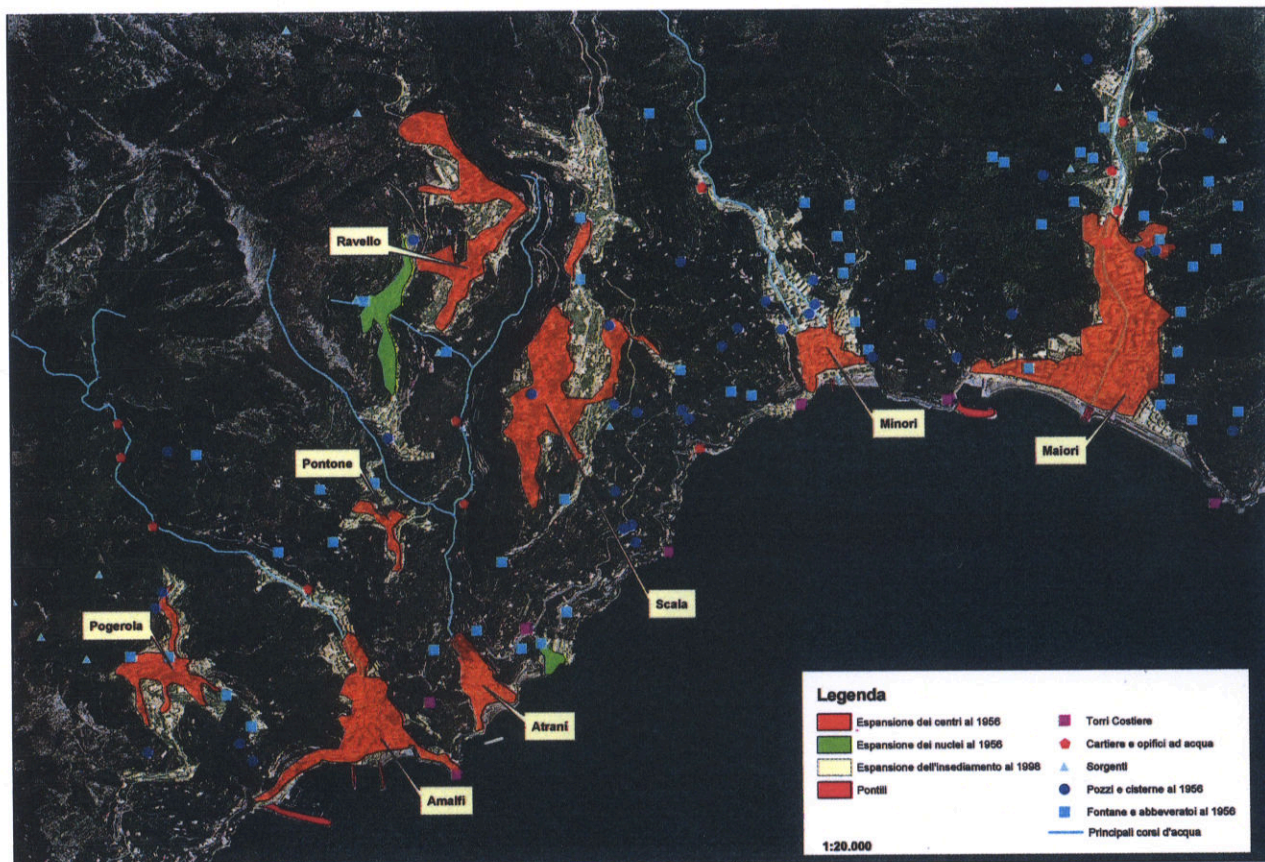 Ravello
Minori
Maiori
Pontone
Scala
Pogerola
Atrani
Amalfi
Legenda
Espansione dei centri al 1956
Espansione dei nuclei al 1956
Espansione dell'insediamento al 1998
Pontili
Torri Costiere
Cartiere e opifici ad acqua
Sorgenti
Pozzi e cisterne al 1956
Fontane e abbeveratoi al 1956
Principali corsi d'acqua
1:20.000